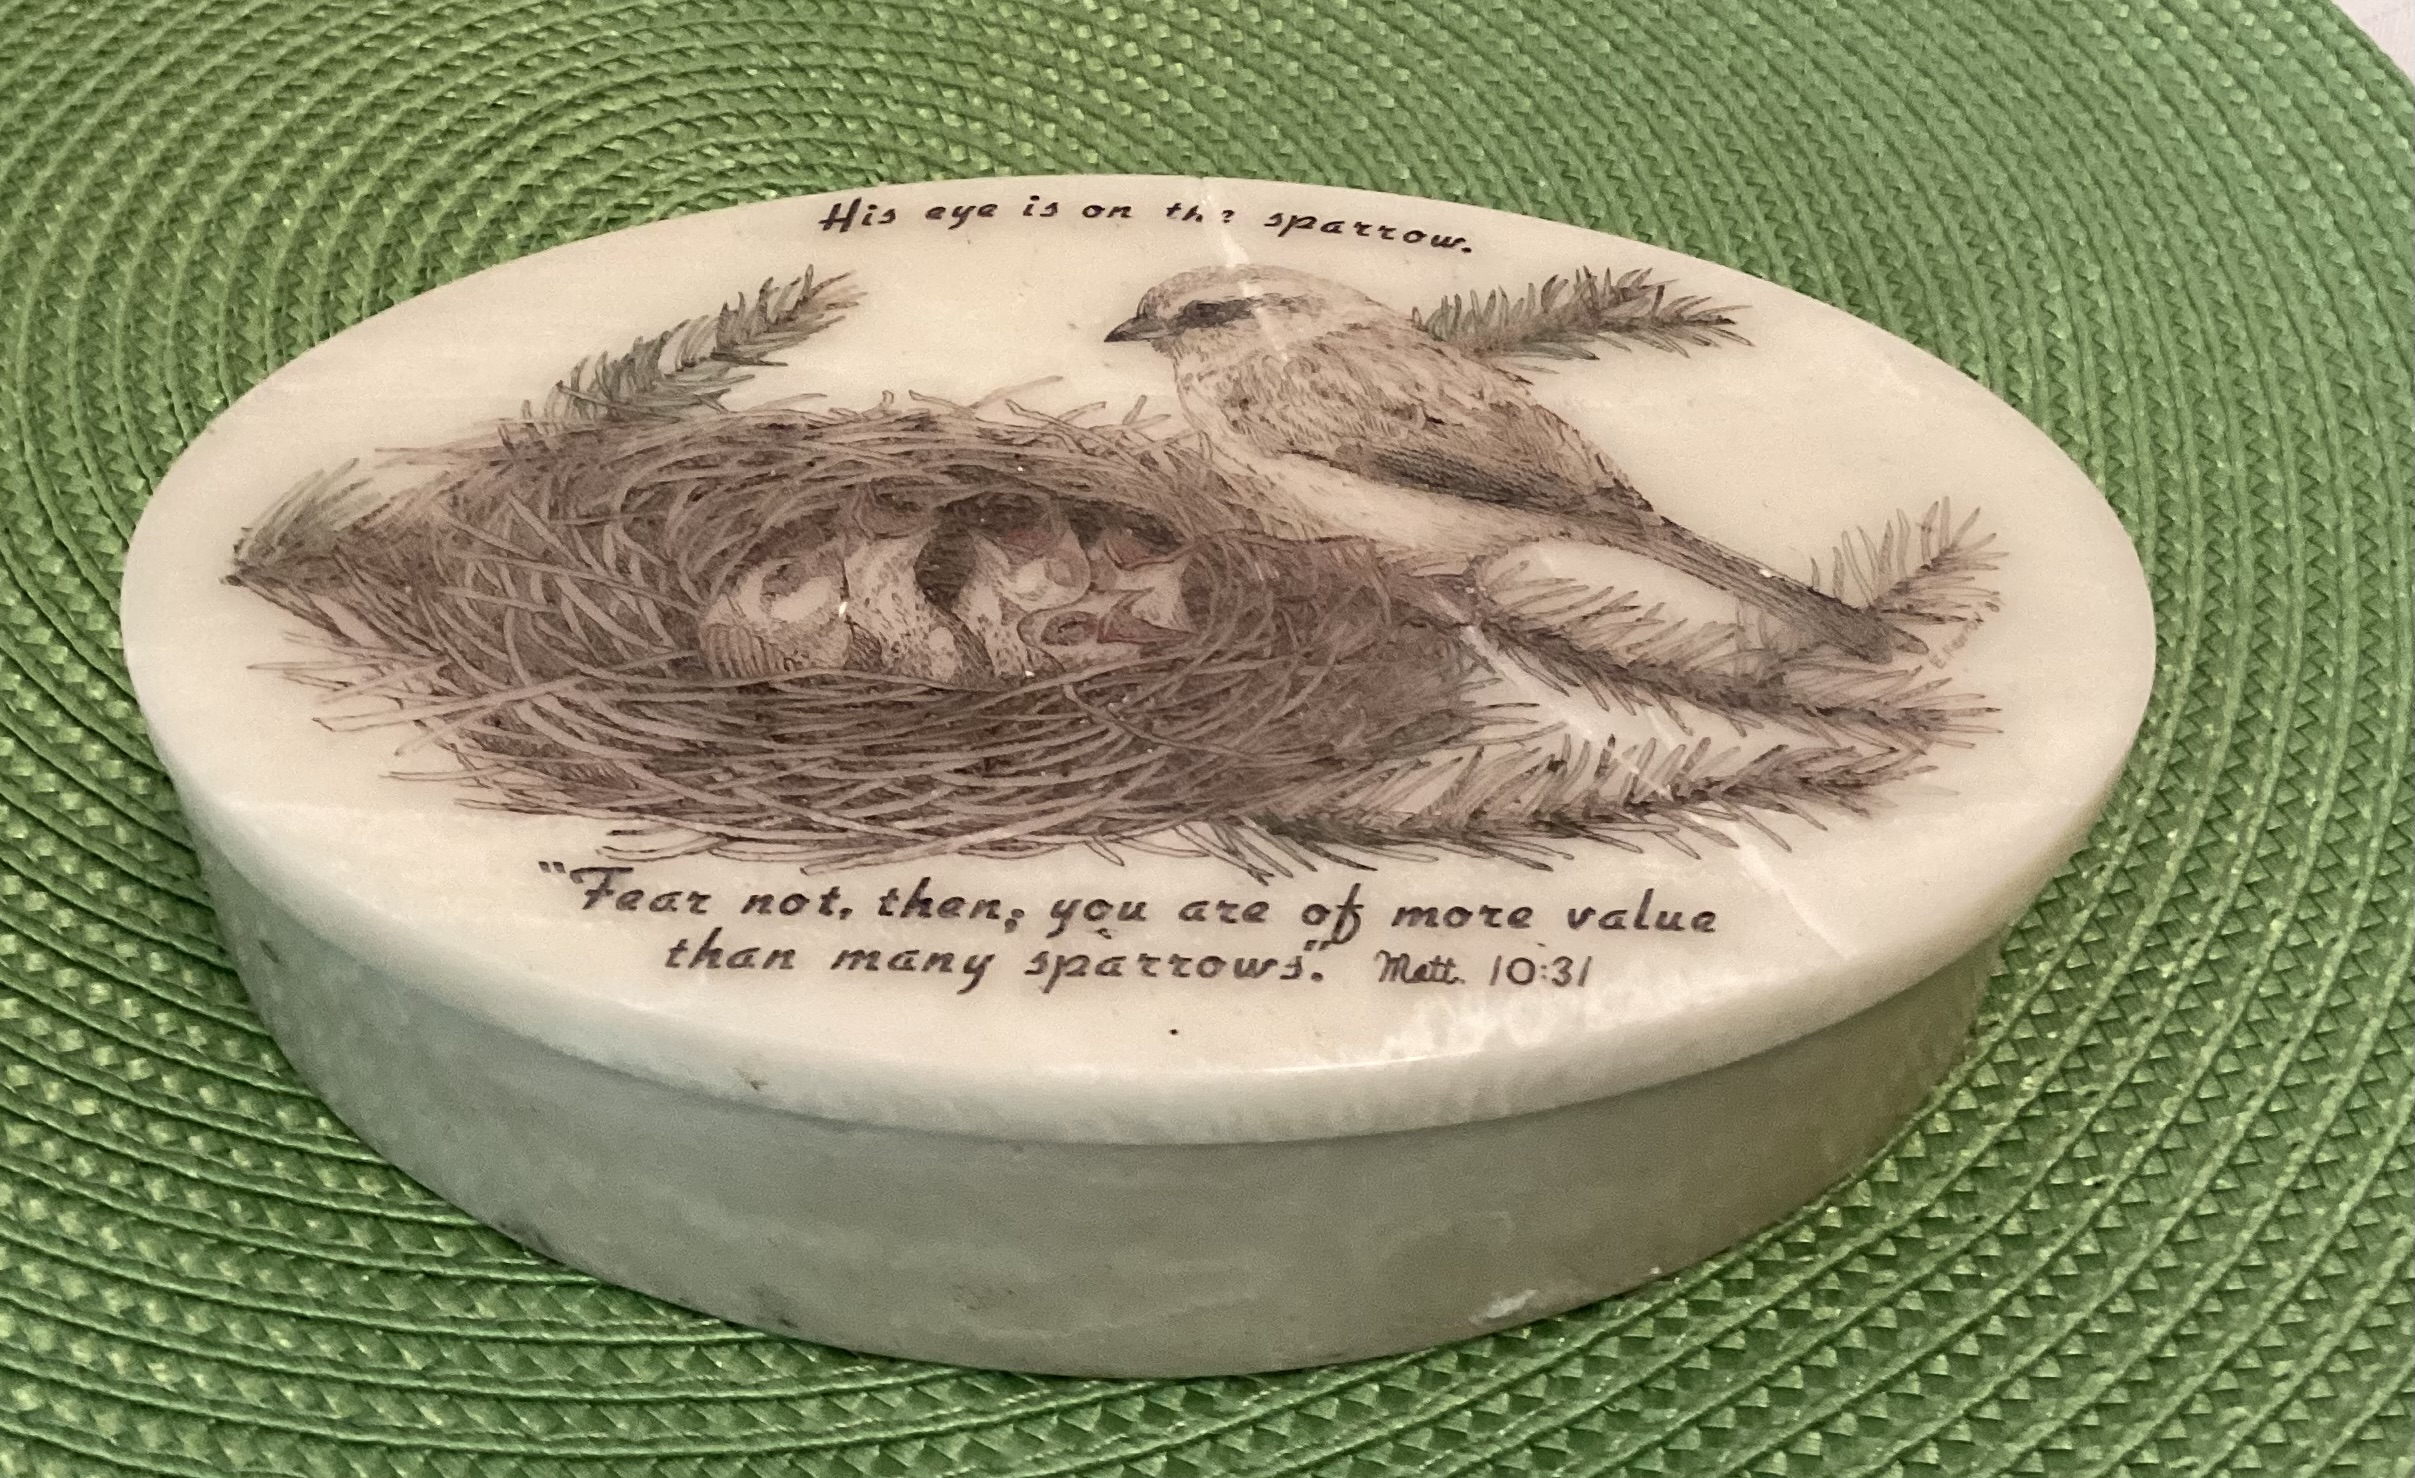 His eye is on the sparrow.
"Fear not, then; you are of more value
than many sparrows." Matt. 10:31